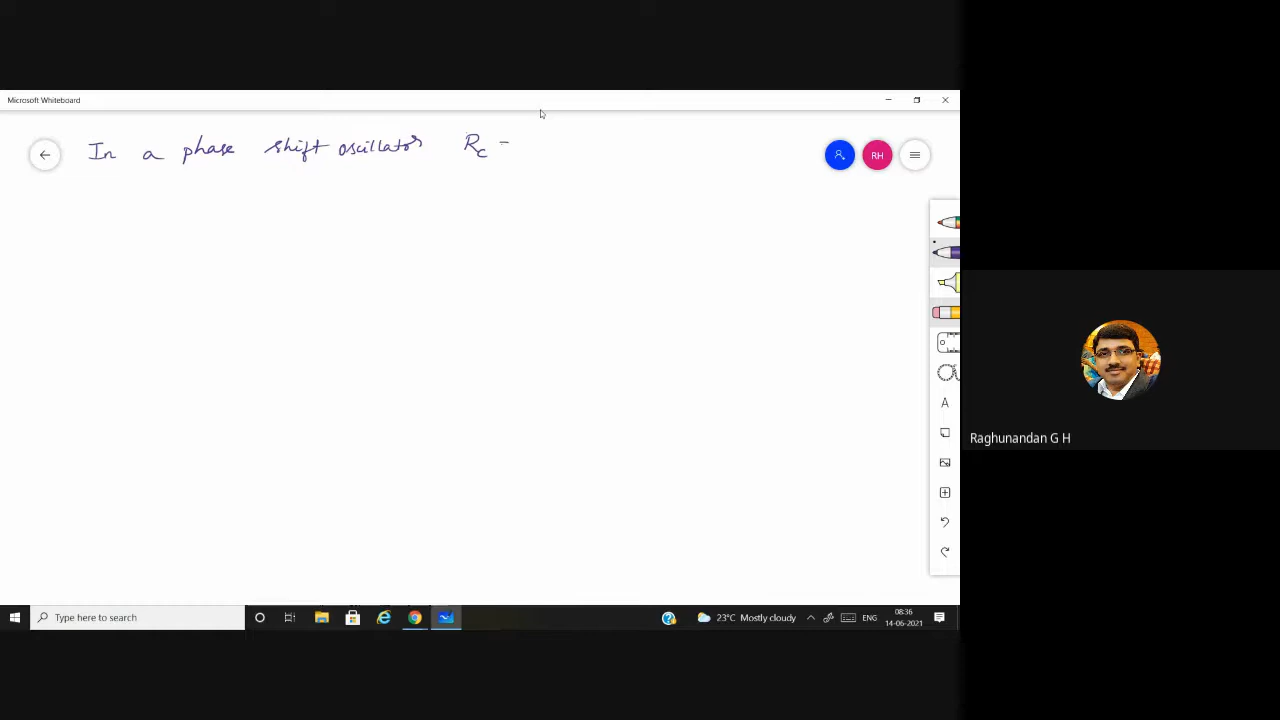 Microsoft Whiteboard
In a phase shift oscillator Rc -
RH
A
Raghunandan G H
Type here to search
23°C Mostly cloudy
ENG
08:36
14-06-2021